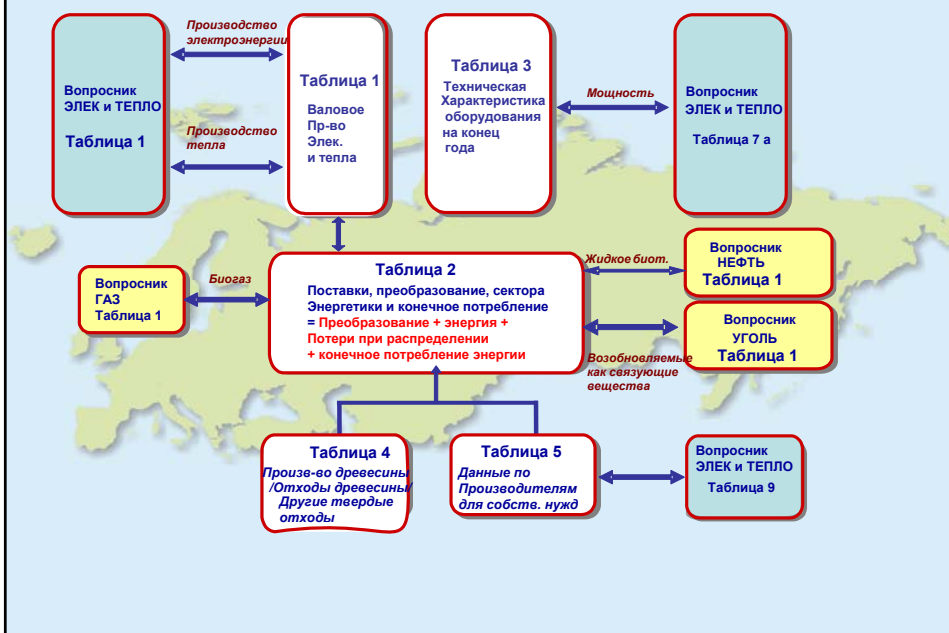 Производство
электроэнергии
Вопросник
ЭЛЕК и ТЕПЛО
Таблица 1
Производство
тепла
Таблица 1
Валовое
Пр-во
Элек.
и тепла
Таблица 3
Техническая
Характеристика
оборудования
на конец
года
Мощность
Вопросник
ЭЛЕК и ТЕПЛО
Таблица 7 а
Вопросник
ГАЗ
Таблица 1
Биогаз
Таблица 2
Поставки, преобразование, сектора
Энергетики и конечное потребление
= Преобразование + энергия +
Потери при распределении
+ конечное потребление энергии
Жидкое биот.
Вопросник
НЕФТЬ
Таблица 1
Вопросник
УГОЛЬ
Таблица 1
Возобновляемые
как связующие
вещества
Таблица 4
Произв-во древесины
/Отходы древесины/
Другие твердые
отходы
Таблица 5
Данные по
Производителям
для собств. нужд
Вопросник
ЭЛЕК и ТЕПЛО
Таблица 9